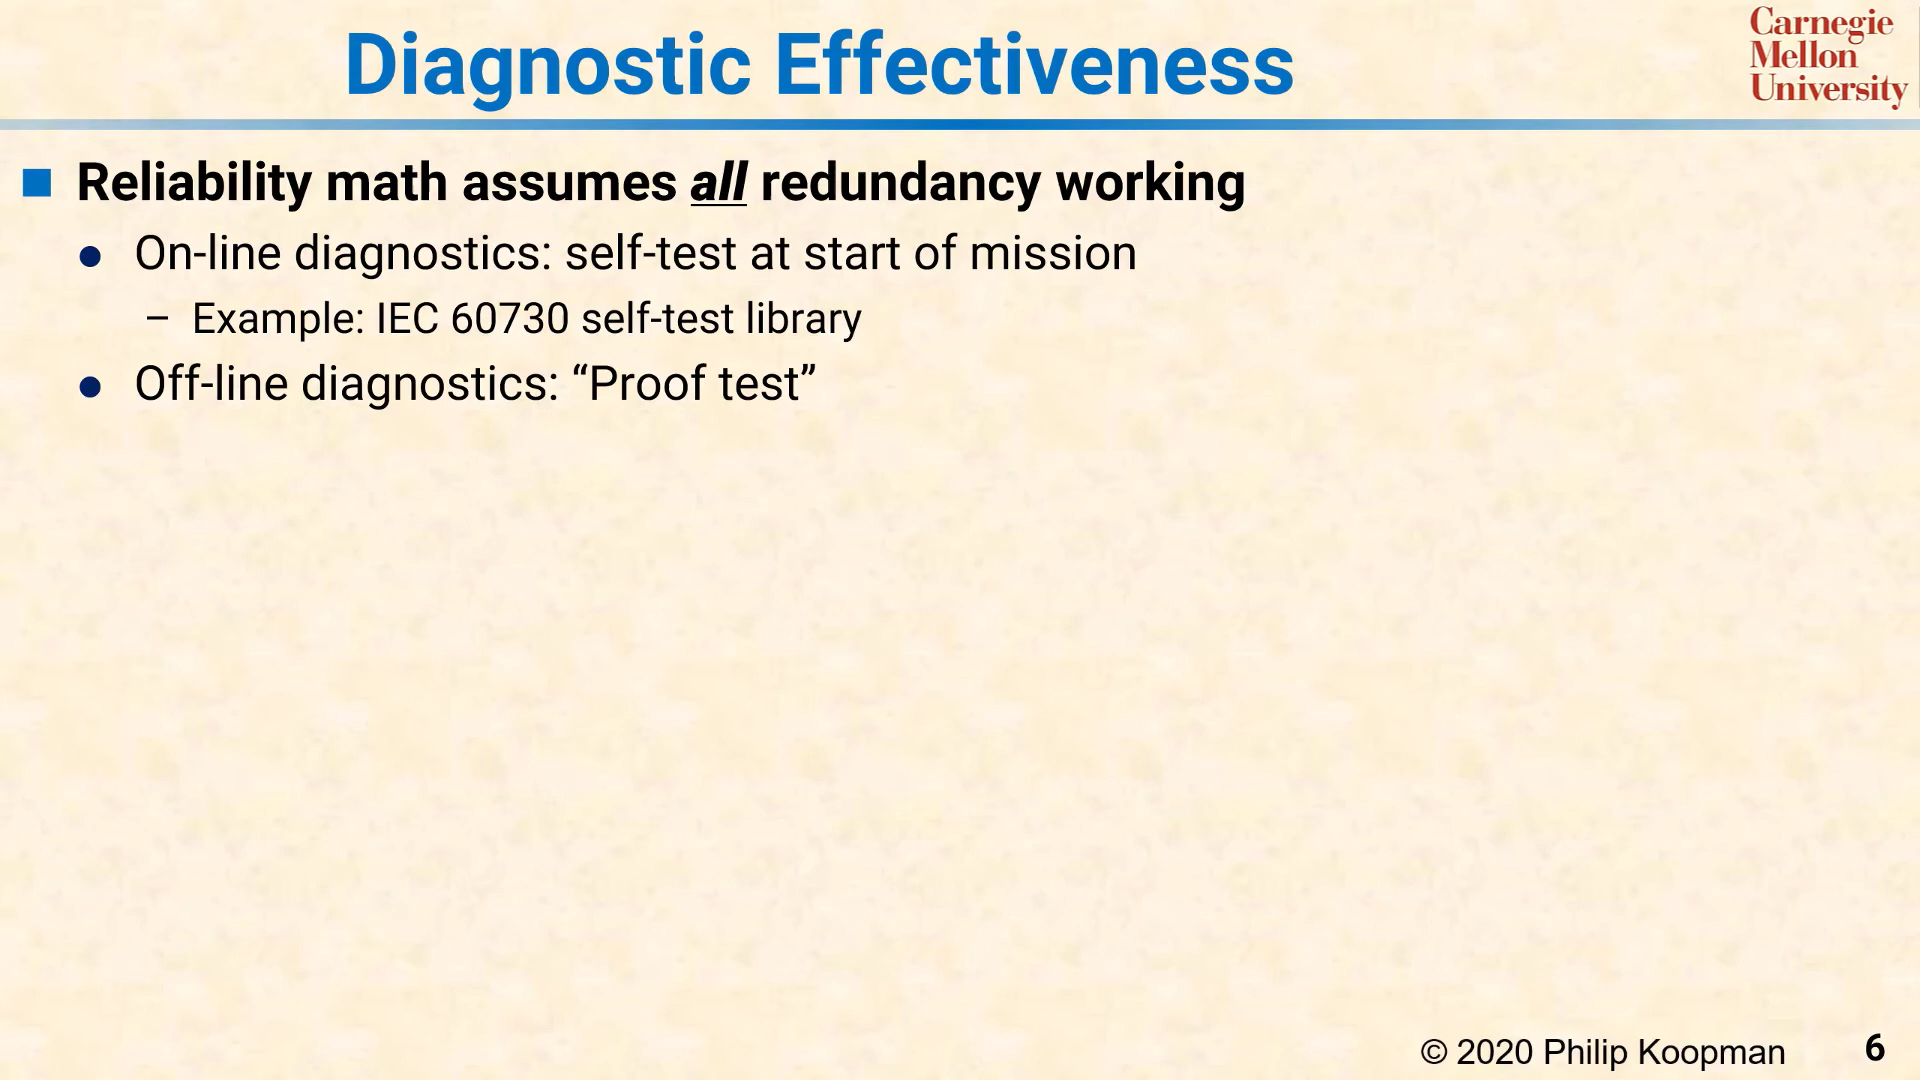 Diagnostic Effectiveness
Carnegie
Mellon
University
Reliability math assumes all redundancy working
On-line diagnostics: self-test at start of mission
– Example: IEC 60730 self-test library
Off-line diagnostics: “Proof test”
© 2020 Philip Koopman
6